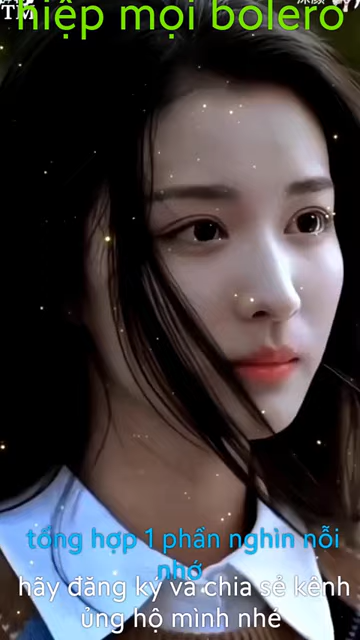 hiệp mọi bolero
TM
tổng hợp 1 phần nghìn nỗi
nhớ
hãy đăng ký và chia sẻ kênh
ủng hộ mình nhé